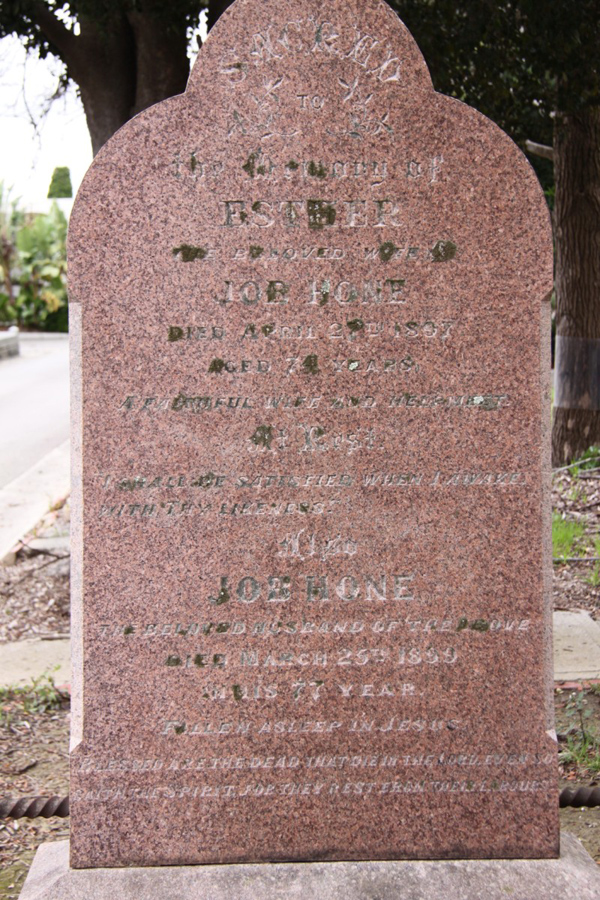 SACRED
TO
the memory of
ESTHER
THE BELOVED WIFE OF
JOB HONE
DIED APRIL 27TH 1897
AGED 74 YEARS,
A FAITHFUL WIFE AND HELPMEET.
At Rest
"I SHALL BE SATISFIED WHEN I AWAKE
WITH THY LIKENESS."
Also
JOB HONE
THE BELOVED HUSBAND OF THE ABOVE
DIED MARCH 25TH 1899
IN HIS 77 YEAR.
FALLEN ASLEEP IN JESUS.
BLESSED ARE THE DEAD THAT DIE IN THE LORD, EVEN SO
SAITH THE SPIRIT, FOR THEY REST FROM THEIR LABOURS